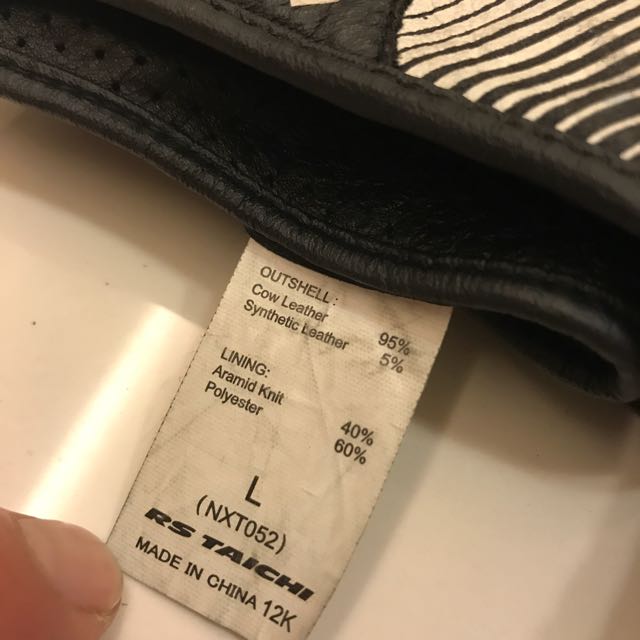 OUTSHELL :
Cow Leather 95%
Synthetic Leather 5%
LINING:
Aramid Knit 40%
Polyester 60%
L
(NXT052)
RS TAICHI
MADE IN CHINA 12K